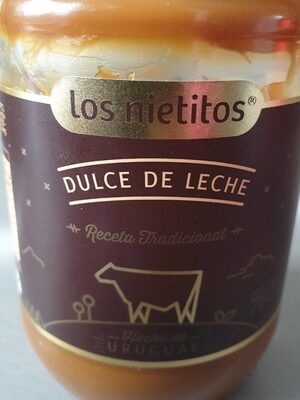 los nietitos®
DULCE DE LECHE
Receta Tradicional
Hecho en
URUGUAY